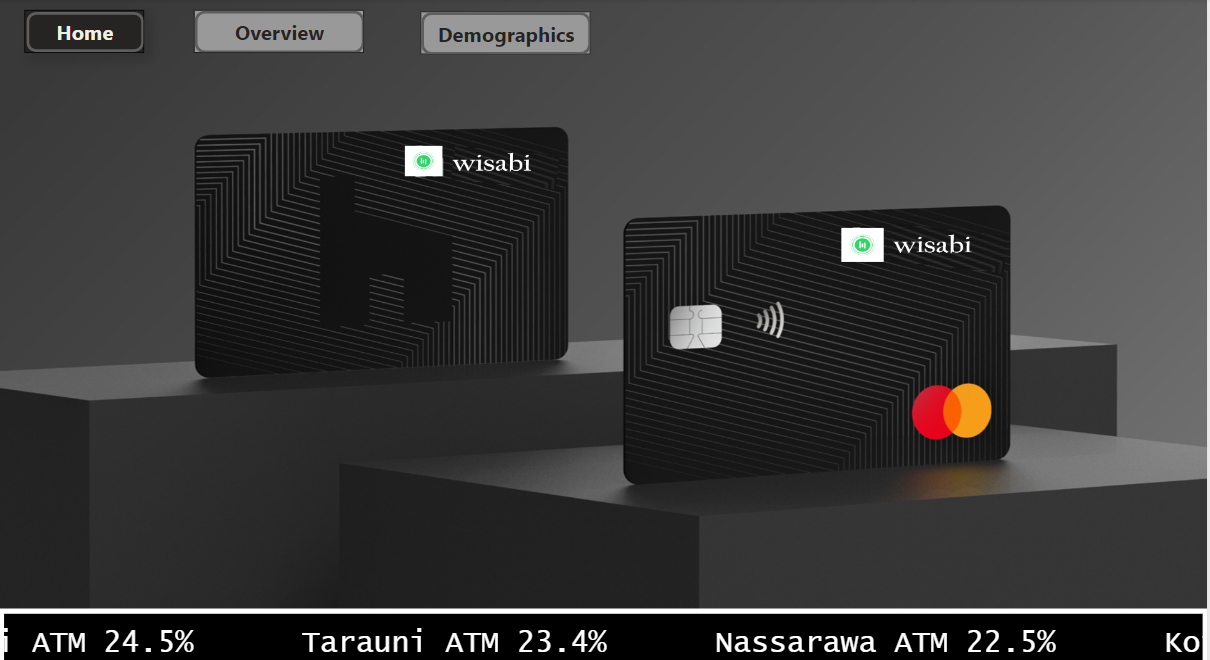 Home Overview Demographics
wisabi
wisabi
ATM 24.5% Tarauni ATM 23.4% Nassarawa ATM 22.5%